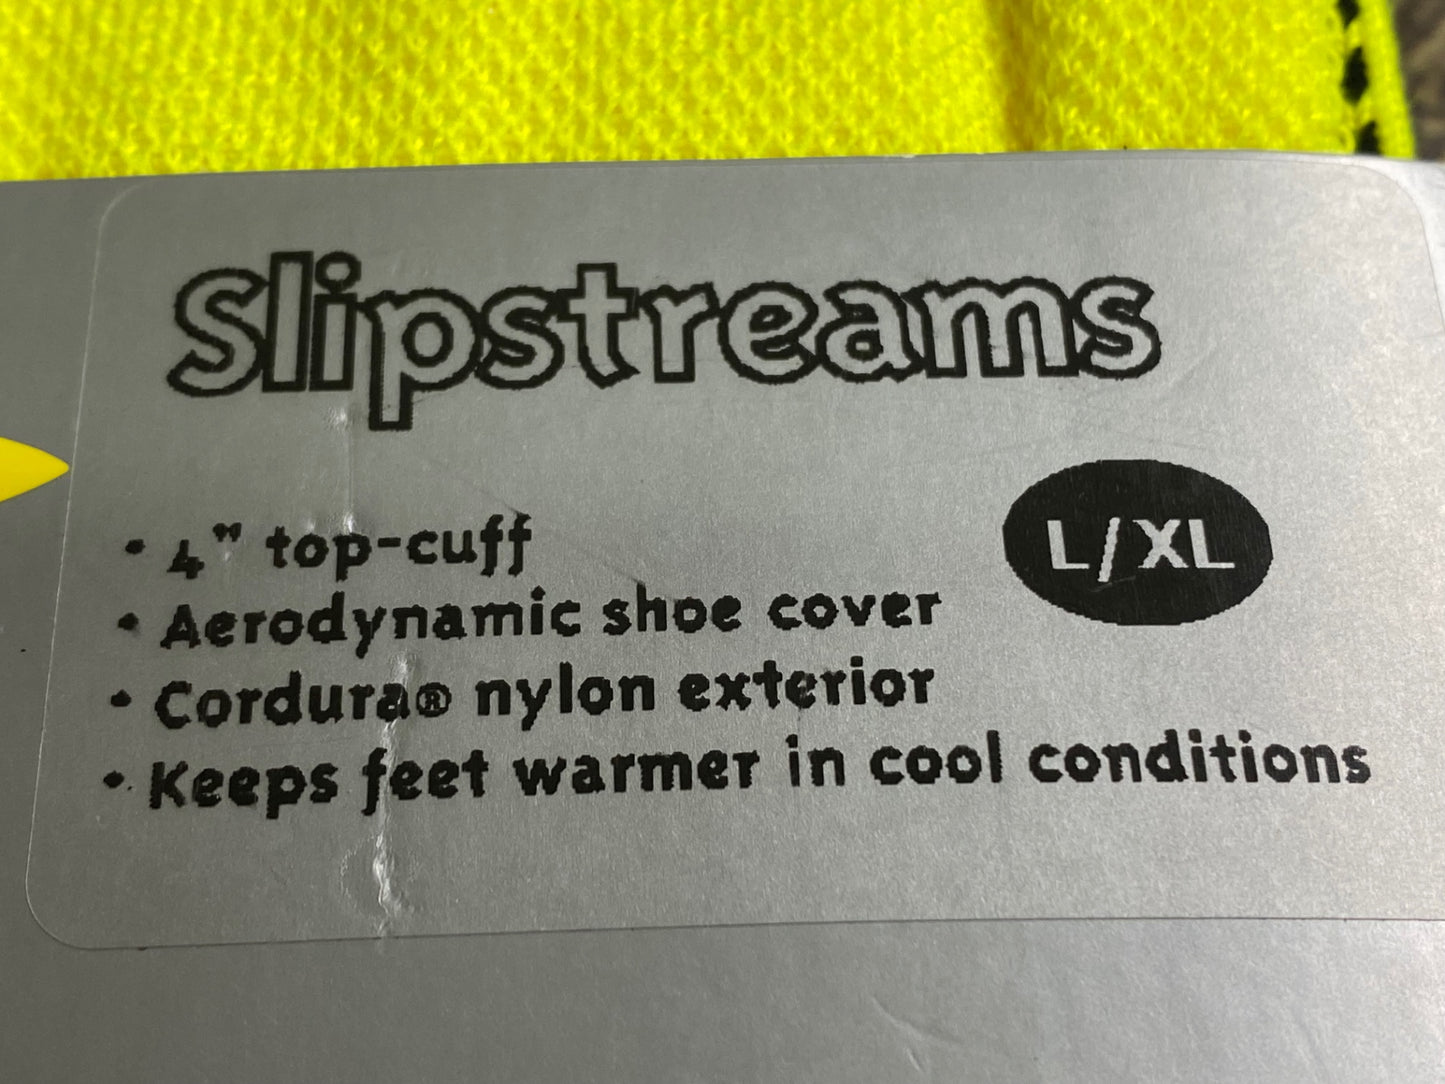 Slipstreams
L/XL
• 4" top-cuff
• Aerodynamic shoe cover
• Cordura® nylon exterior
• Keeps feet warmer in cool conditions